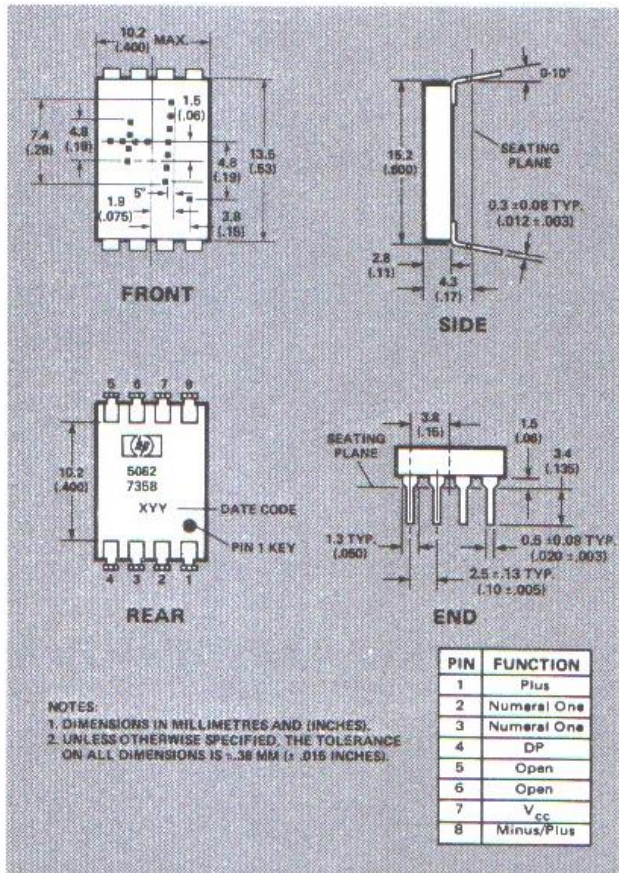 10.2
(.400)
MAX.
1.5
(.06)
7.4
(.29)
4.8
(.19)
4.8
(.19)
13.5
(.53)
5°
1.9
(.075)
3.8
(.15)
FRONT
0-10°
15.2
(.600)
SEATING
PLANE
0.3 ±0.08 TYP.
(.012 ±.003)
2.8
(.11)
4.3
(.17)
SIDE
5 6 7 8
10.2
(.400)
hp
5082
7358
XYY
DATE CODE
PIN 1 KEY
4 3 2 1
REAR
3.8
(.15)
SEATING
PLANE
1.5
(.06)
3.4
(.135)
1.3 TYP.
(.050)
0.5 ±0.08 TYP.
(.020 ±.003)
2.5 ±.13 TYP.
(.10 ±.005)
END
NOTES:
1. DIMENSIONS IN MILLIMETRES AND (INCHES).
2. UNLESS OTHERWISE SPECIFIED, THE TOLERANCE
ON ALL DIMENSIONS IS ±.38 MM (± .015 INCHES).
PIN FUNCTION
1 Plus
2 Numeral One
3 Numeral One
4 DP
5 Open
6 Open
7 Vcc
8 Minus/Plus